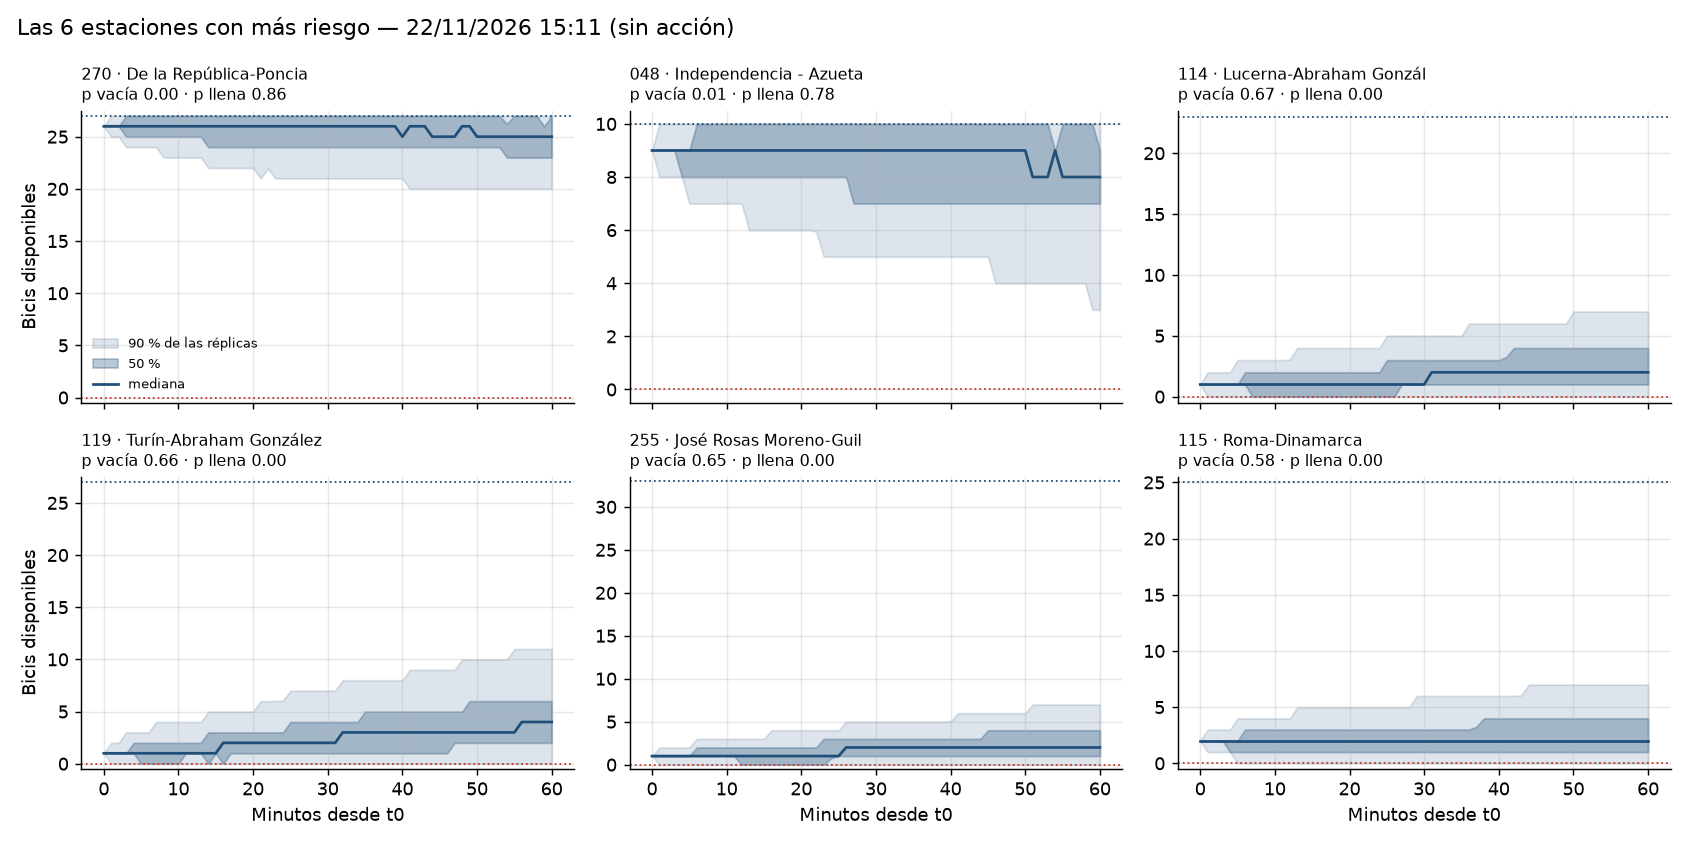 Las 6 estaciones con más riesgo — 22/11/2026 15:11 (sin acción)
270 · De la República-Poncia
p vacía 0.00 · p llena 0.86
048 · Independencia - Azueta
p vacía 0.01 · p llena 0.78
114 · Lucerna-Abraham Gonzál
p vacía 0.67 · p llena 0.00
Bicis disponibles
25
20
15
10
5
0
90 % de las réplicas
50 %
mediana
10
8
6
4
2
0
20
15
10
5
0
119 · Turín-Abraham González
p vacía 0.66 · p llena 0.00
255 · José Rosas Moreno-Guil
p vacía 0.65 · p llena 0.00
115 · Roma-Dinamarca
p vacía 0.58 · p llena 0.00
Bicis disponibles
25
20
15
10
5
0
0 10 20 30 40 50 60
Minutos desde t0
30
25
20
15
10
5
0
0 10 20 30 40 50 60
Minutos desde t0
25
20
15
10
5
0
0 10 20 30 40 50 60
Minutos desde t0